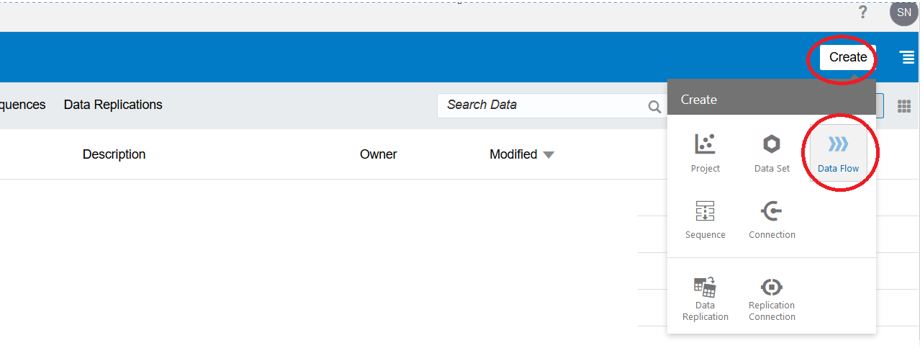 ? SN
Create
quences Data Replications Search Data
Create
Description Owner Modified
Project Data Set Data Flow
Sequence Connection
Data Replication
Replication Connection